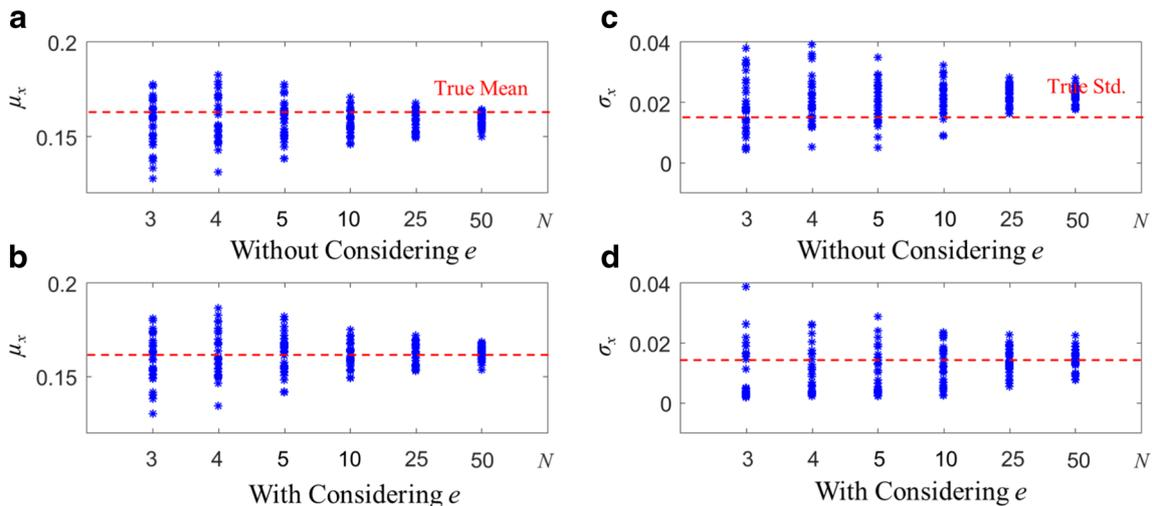 a
0.2
0.15
μx
True Mean
3 4 5 10 25 50 N
Without Considering e
b
0.2
0.15
μx
3 4 5 10 25 50 N
With Considering e
c
0.04
0.02
0
σx
True Std.
3 4 5 10 25 50 N
Without Considering e
d
0.04
0.02
0
σx
3 4 5 10 25 50 N
With Considering e